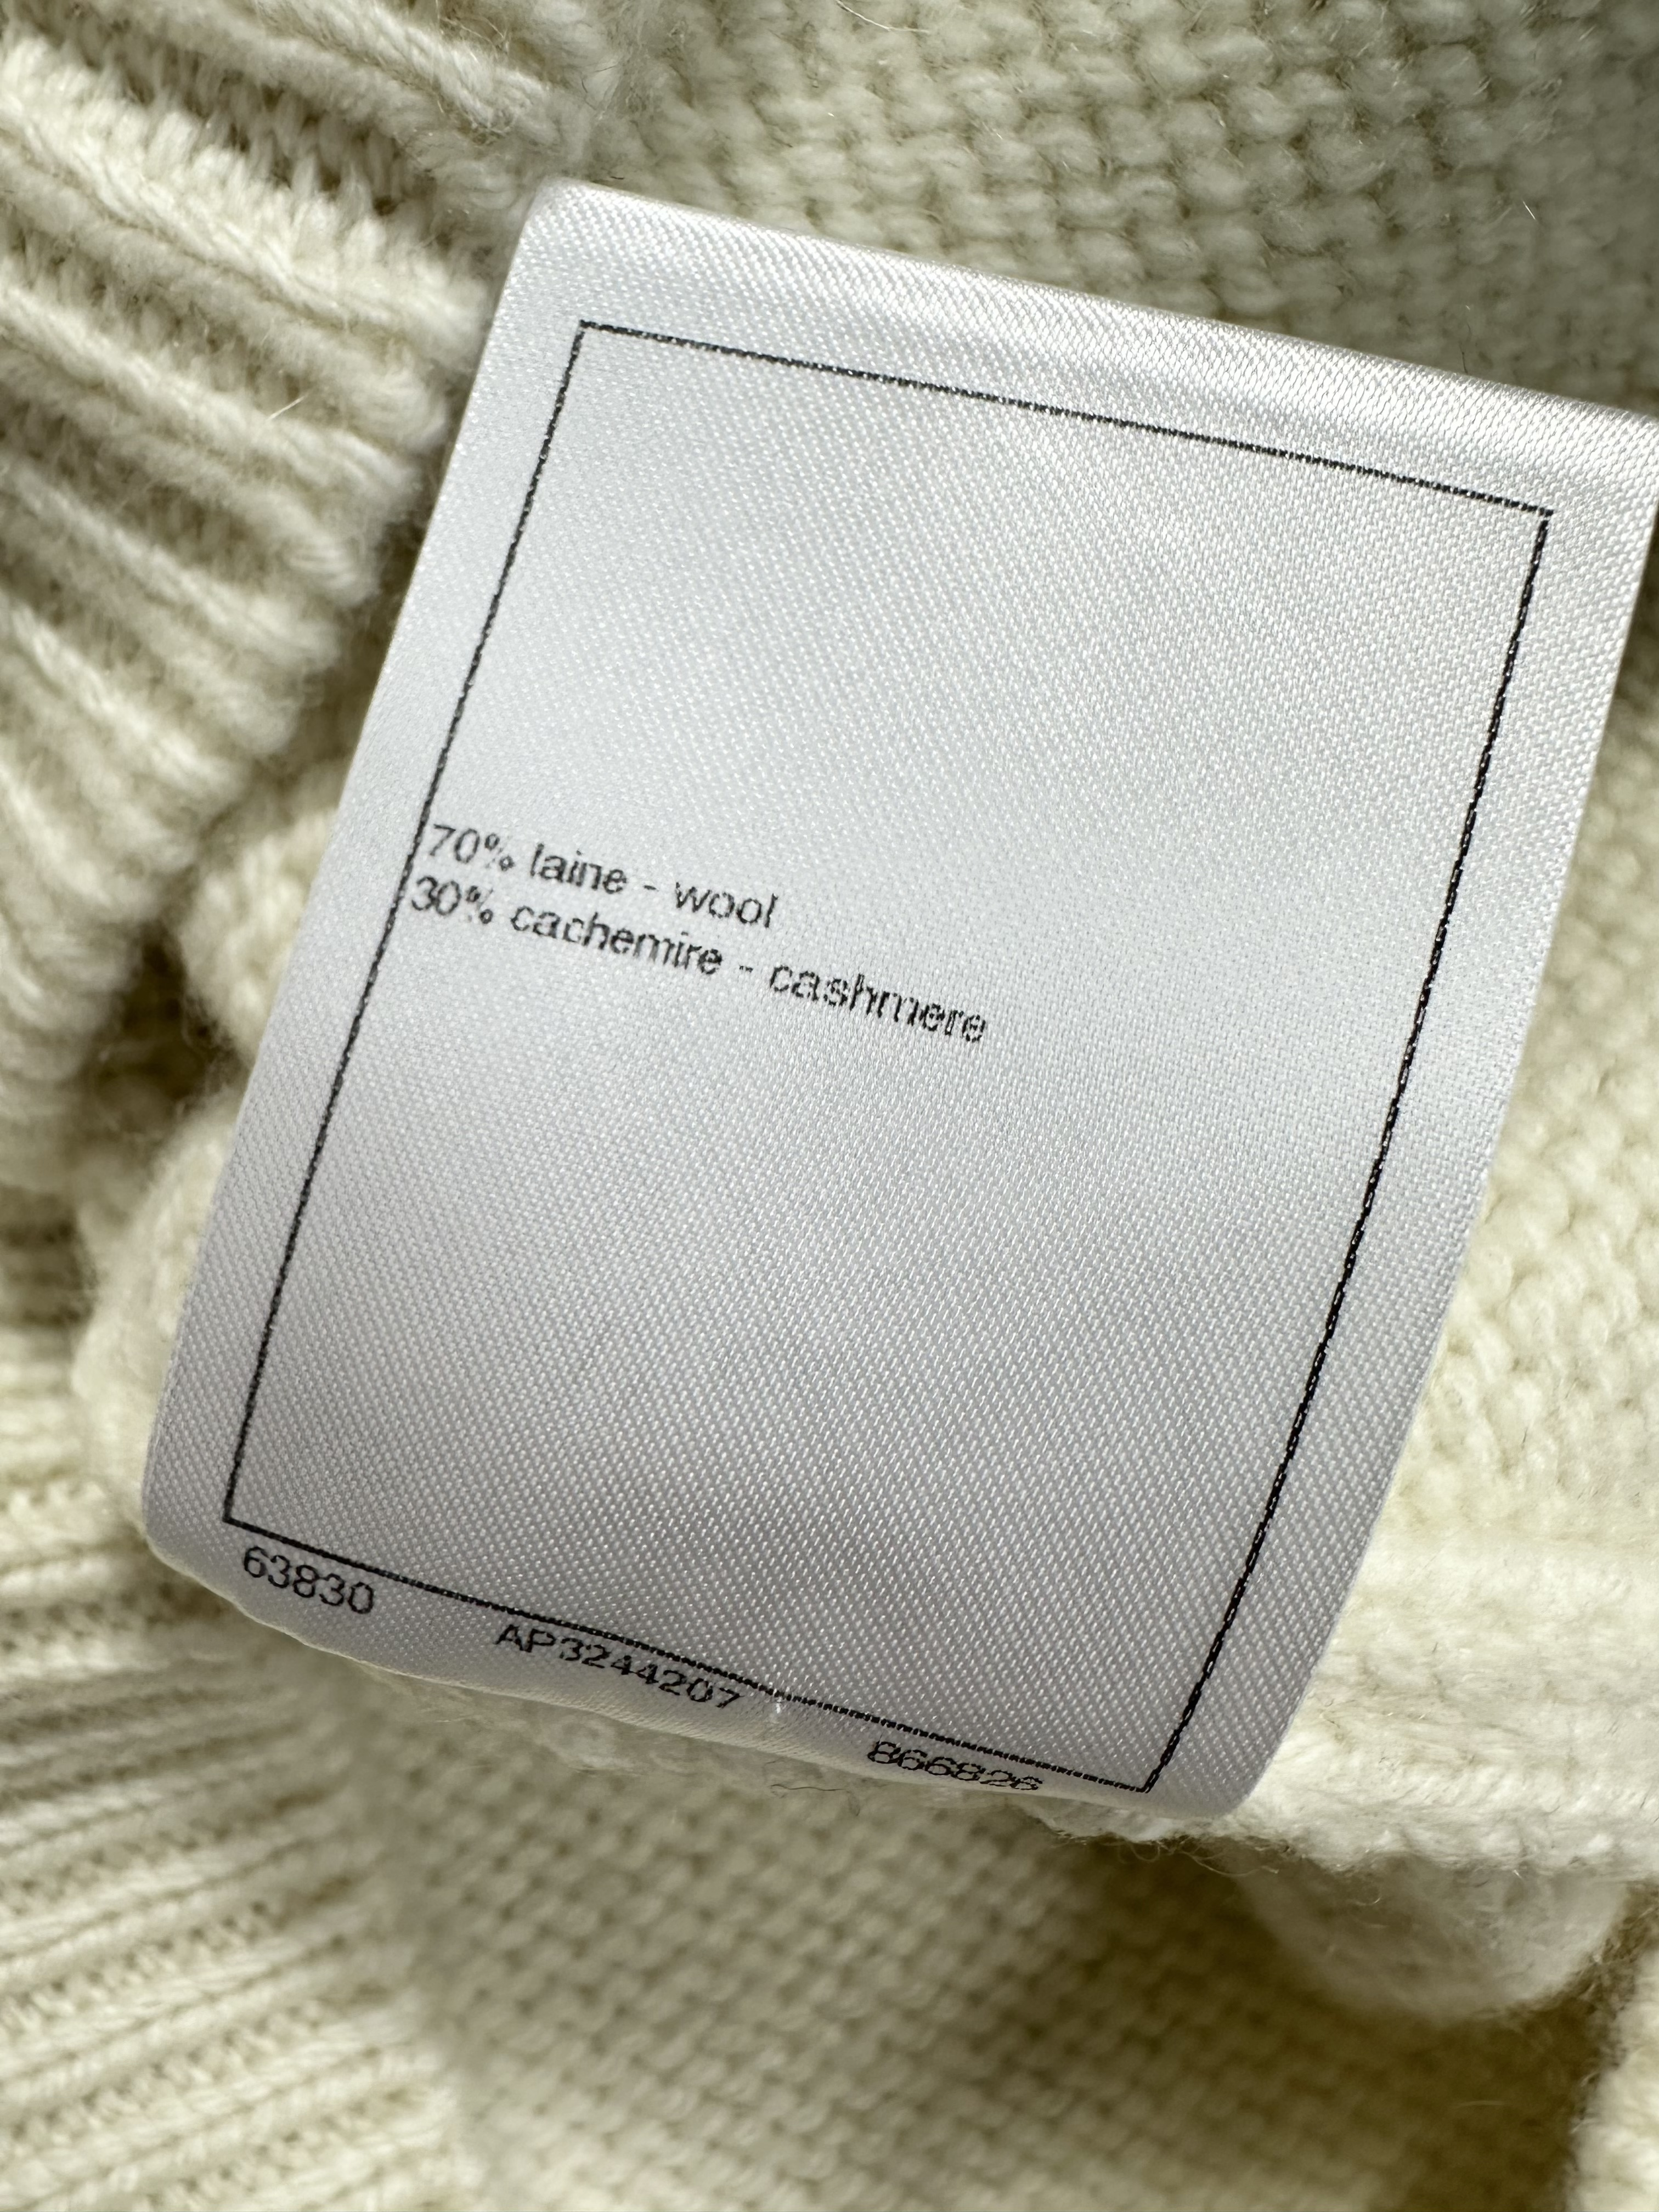 70% laine - wool
30% cachemire - cashmere
63830 AP3244207 866826